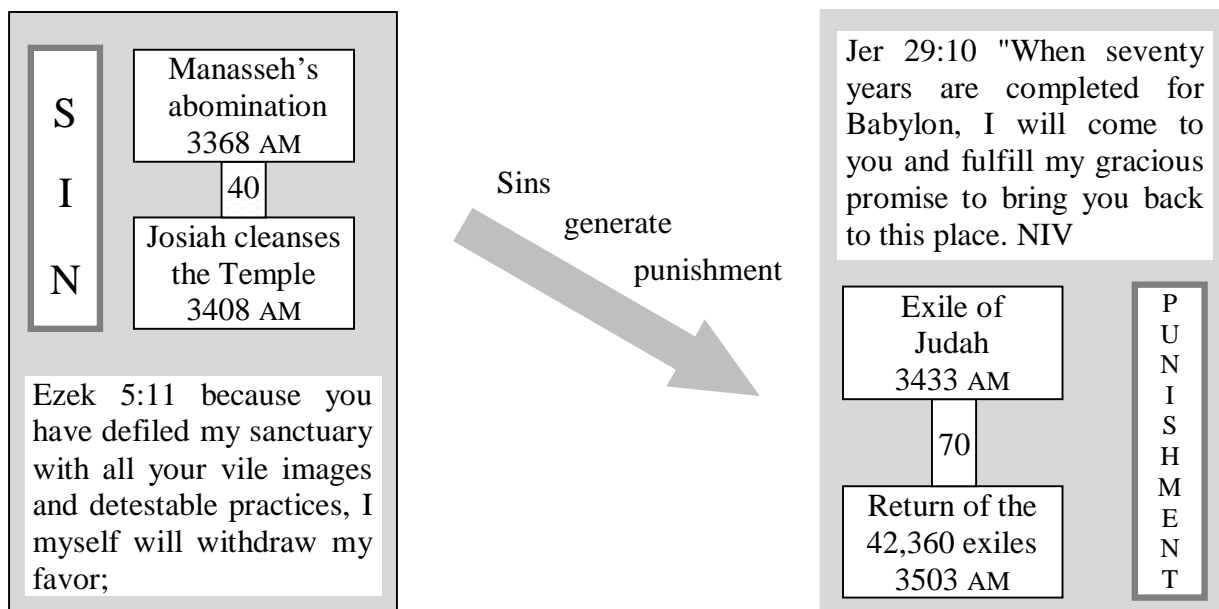 S
I
N
Manasseh's
abomination
3368 AM
40
Josiah cleanses
the Temple
3408 AM
Ezek 5:11 because you
have defiled my sanctuary
with all your vile images
and detestable practices, I
myself will withdraw my
favor;
Sins
generate
punishment
Jer 29:10 "When seventy
years are completed for
Babylon, I will come to
you and fulfill my gracious
promise to bring you back
to this place. NIV
Exile of
Judah
3433 AM
70
Return of the
42,360 exiles
3503 AM
P
U
N
I
S
H
M
E
N
T